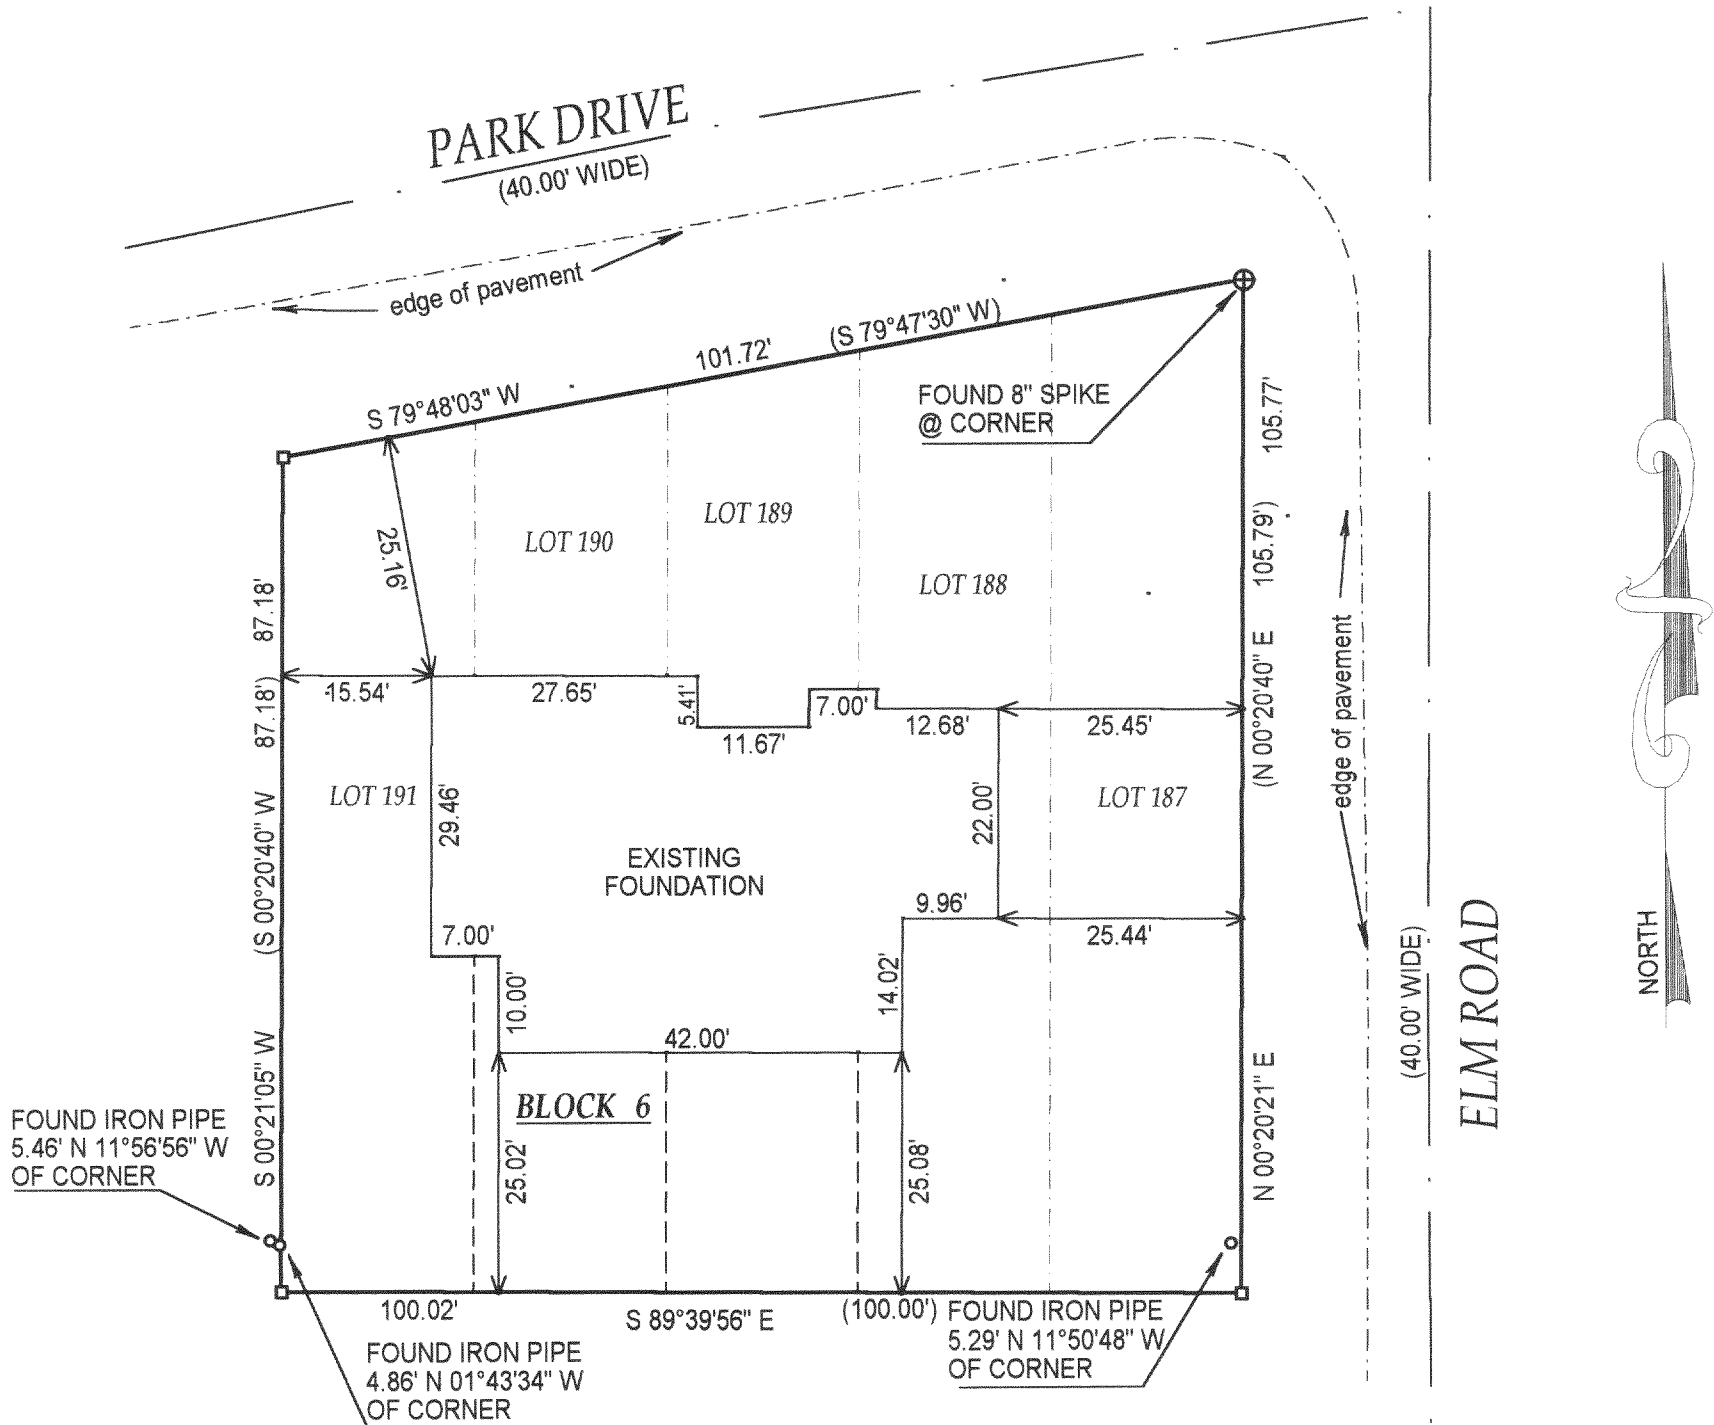 PARK DRIVE
(40.00' WIDE)
edge of pavement
S 79°48'03" W
101.72'
(S 79°47'30" W)
FOUND 8" SPIKE
@ CORNER
105.77'
105.79')
(N 00°20'40" E
N 00°20'21" E
25.16'
LOT 190
LOT 189
LOT 188
87.18'
87.18')
(S 00°20'40" W
S 00°21'05" W
15.54'
27.65'
5.41'
11.67'
7.00'
12.68'
25.45'
LOT 191
29.46'
22.00'
LOT 187
EXISTING
FOUNDATION
9.96'
25.44'
7.00'
10.00'
14.02'
42.00'
BLOCK 6
25.02'
25.08'
edge of pavement
(40.00' WIDE)
ELM ROAD
NORTH
FOUND IRON PIPE
5.46' N 11°56'56" W
OF CORNER
100.02'
S 89°39'56" E
(100.00')
FOUND IRON PIPE
4.86' N 01°43'34" W
OF CORNER
FOUND IRON PIPE
5.29' N 11°50'48" W
OF CORNER